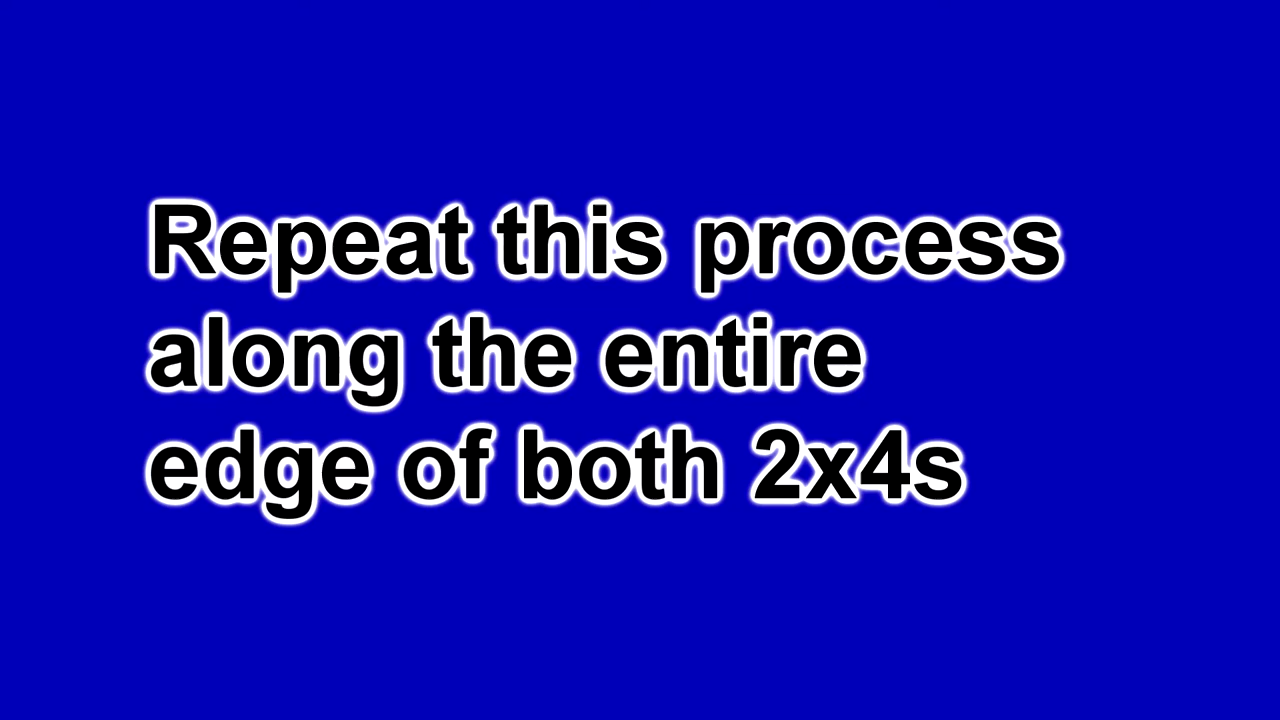 Repeat this process
along the entire
edge of both 2x4s